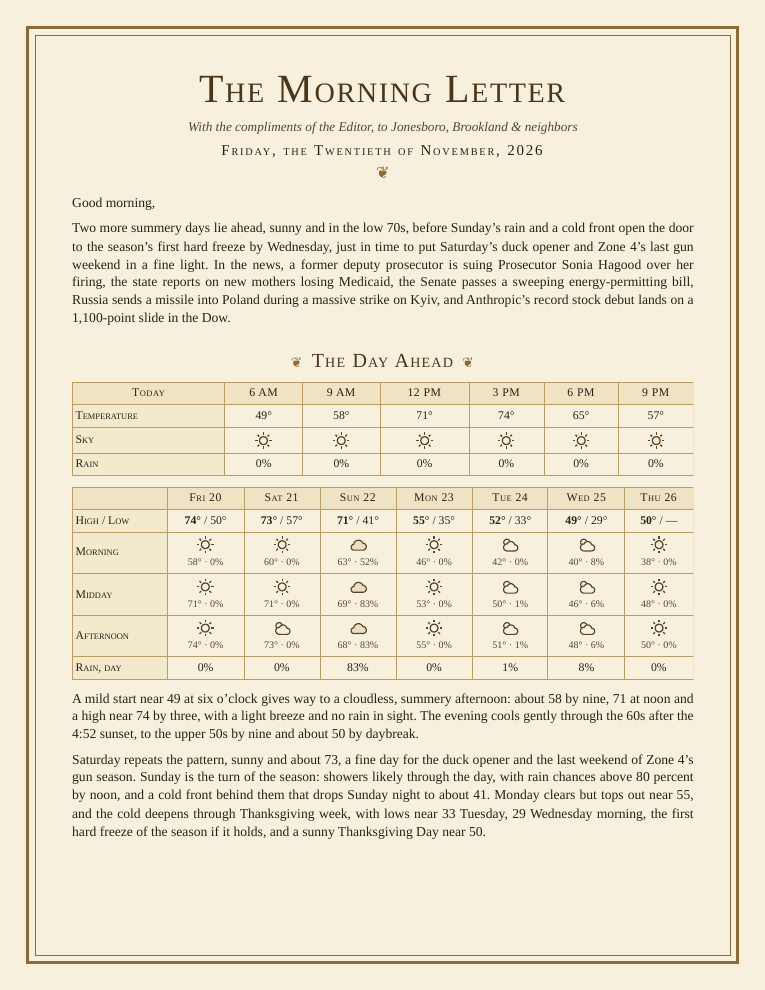 The Morning Letter
With the compliments of the Editor, to Jonesboro, Brookland & neighbors
Friday, the Twentieth of November, 2026
Good morning,
Two more summery days lie ahead, sunny and in the low 70s, before Sunday’s rain and a cold front open the door
to the season’s first hard freeze by Wednesday, just in time to put Saturday’s duck opener and Zone 4’s last gun
weekend in a fine light. In the news, a former deputy prosecutor is suing Prosecutor Sonia Hagood over her
firing, the state reports on new mothers losing Medicaid, the Senate passes a sweeping energy-permitting bill,
Russia sends a missile into Poland during a massive strike on Kyiv, and Anthropic’s record stock debut lands on a
1,100-point slide in the Dow.
The Day Ahead
Today 6 AM 9 AM 12 PM 3 PM 6 PM 9 PM
Temperature 49° 58° 71° 74° 65° 57°
Sky
Rain 0% 0% 0% 0% 0% 0%
Fri 20 Sat 21 Sun 22 Mon 23 Tue 24 Wed 25 Thu 26
High / Low 74° / 50° 73° / 57° 71° / 41° 55° / 35° 52° / 33° 49° / 29° 50° / —
Morning 58° · 0% 60° · 0% 63° · 52% 46° · 0% 42° · 0% 40° · 8% 38° · 0%
Midday 71° · 0% 71° · 0% 69° · 83% 53° · 0% 50° · 1% 46° · 6% 48° · 0%
Afternoon 74° · 0% 73° · 0% 68° · 83% 55° · 0% 51° · 1% 48° · 6% 50° · 0%
Rain, day 0% 0% 83% 0% 1% 8% 0%
A mild start near 49 at six o’clock gives way to a cloudless, summery afternoon: about 58 by nine, 71 at noon and
a high near 74 by three, with a light breeze and no rain in sight. The evening cools gently through the 60s after the
4:52 sunset, to the upper 50s by nine and about 50 by daybreak.
Saturday repeats the pattern, sunny and about 73, a fine day for the duck opener and the last weekend of Zone 4’s
gun season. Sunday is the turn of the season: showers likely through the day, with rain chances above 80 percent
by noon, and a cold front behind them that drops Sunday night to about 41. Monday clears but tops out near 55,
and the cold deepens through Thanksgiving week, with lows near 33 Tuesday, 29 Wednesday morning, the first
hard freeze of the season if it holds, and a sunny Thanksgiving Day near 50.